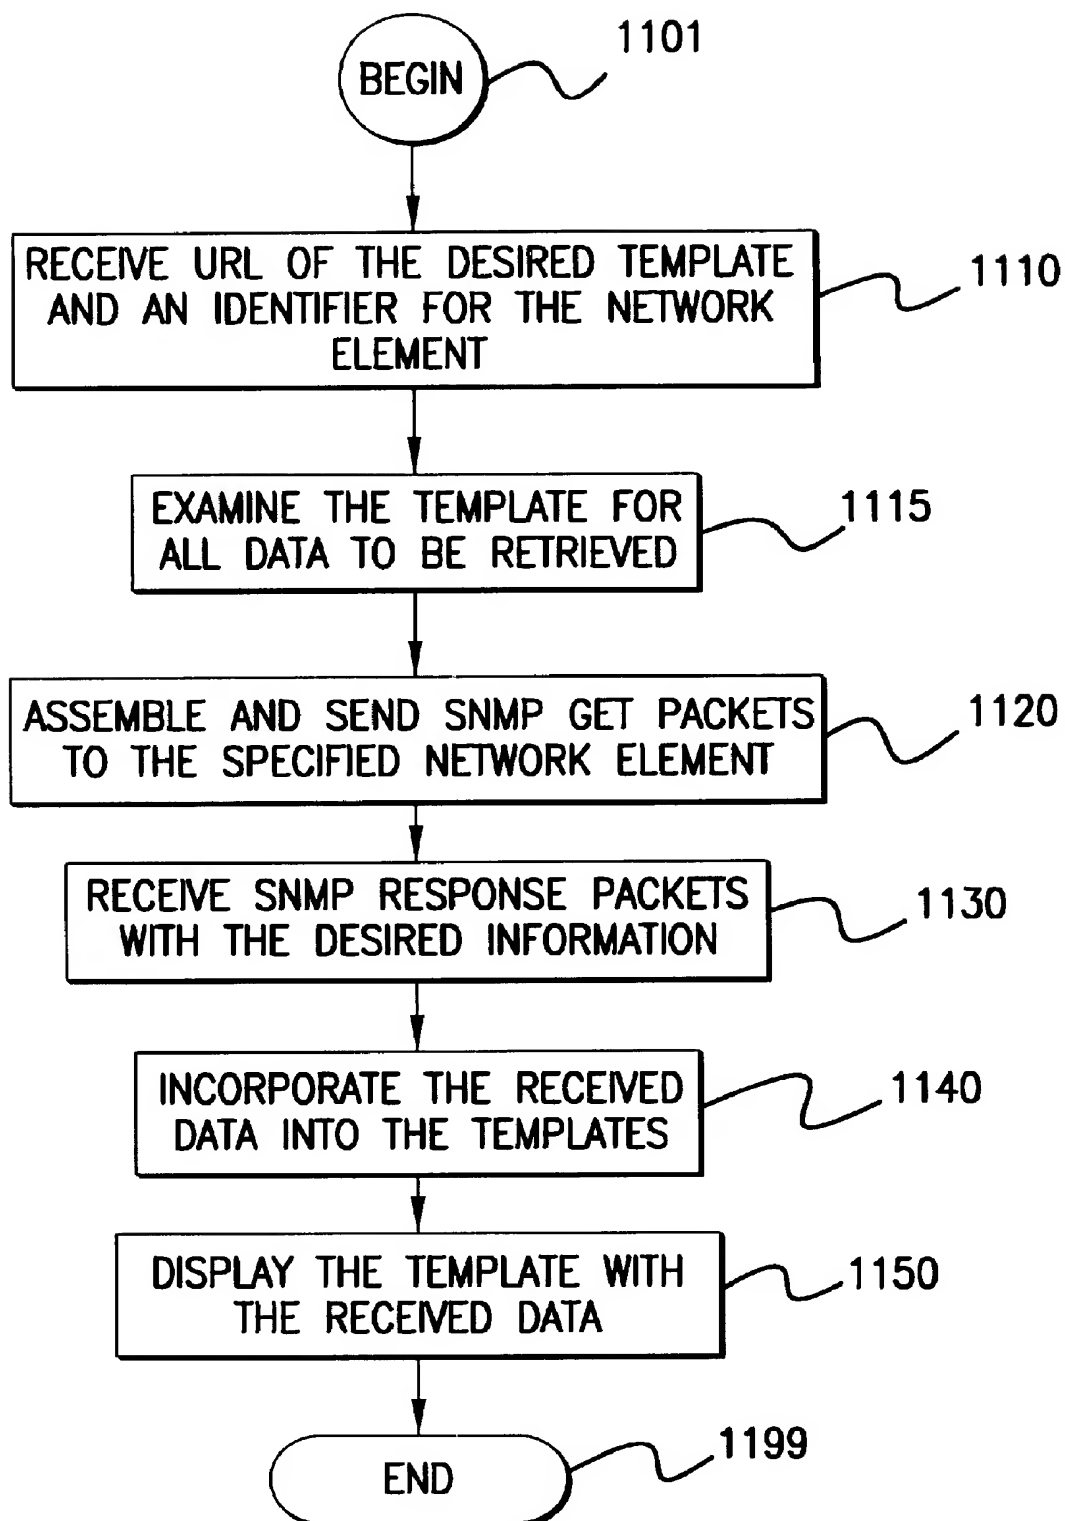 BEGIN
1101
RECEIVE URL OF THE DESIRED TEMPLATE
AND AN IDENTIFIER FOR THE NETWORK
ELEMENT
1110
EXAMINE THE TEMPLATE FOR
ALL DATA TO BE RETRIEVED
1115
ASSEMBLE AND SEND SNMP GET PACKETS
TO THE SPECIFIED NETWORK ELEMENT
1120
RECEIVE SNMP RESPONSE PACKETS
WITH THE DESIRED INFORMATION
1130
INCORPORATE THE RECEIVED
DATA INTO THE TEMPLATES
1140
DISPLAY THE TEMPLATE WITH
THE RECEIVED DATA
1150
END
1199